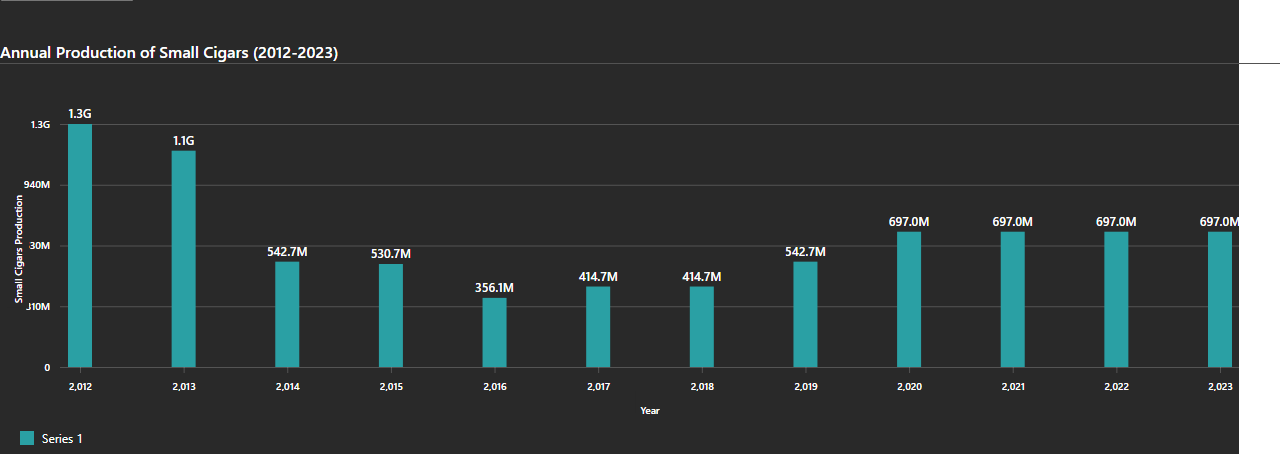 Annual Production of Small Cigars (2012-2023)
1.3G
1.1G
542.7M
530.7M
356.1M
414.7M
414.7M
542.7M
697.0M
697.0M
697.0M
697.0M
1.3G
940M
30M
310M
0
Small Cigars Production
2,012
2,013
2,014
2,015
2,016
2,017
2,018
2,019
2,020
2,021
2,022
2,023
Year
Series 1